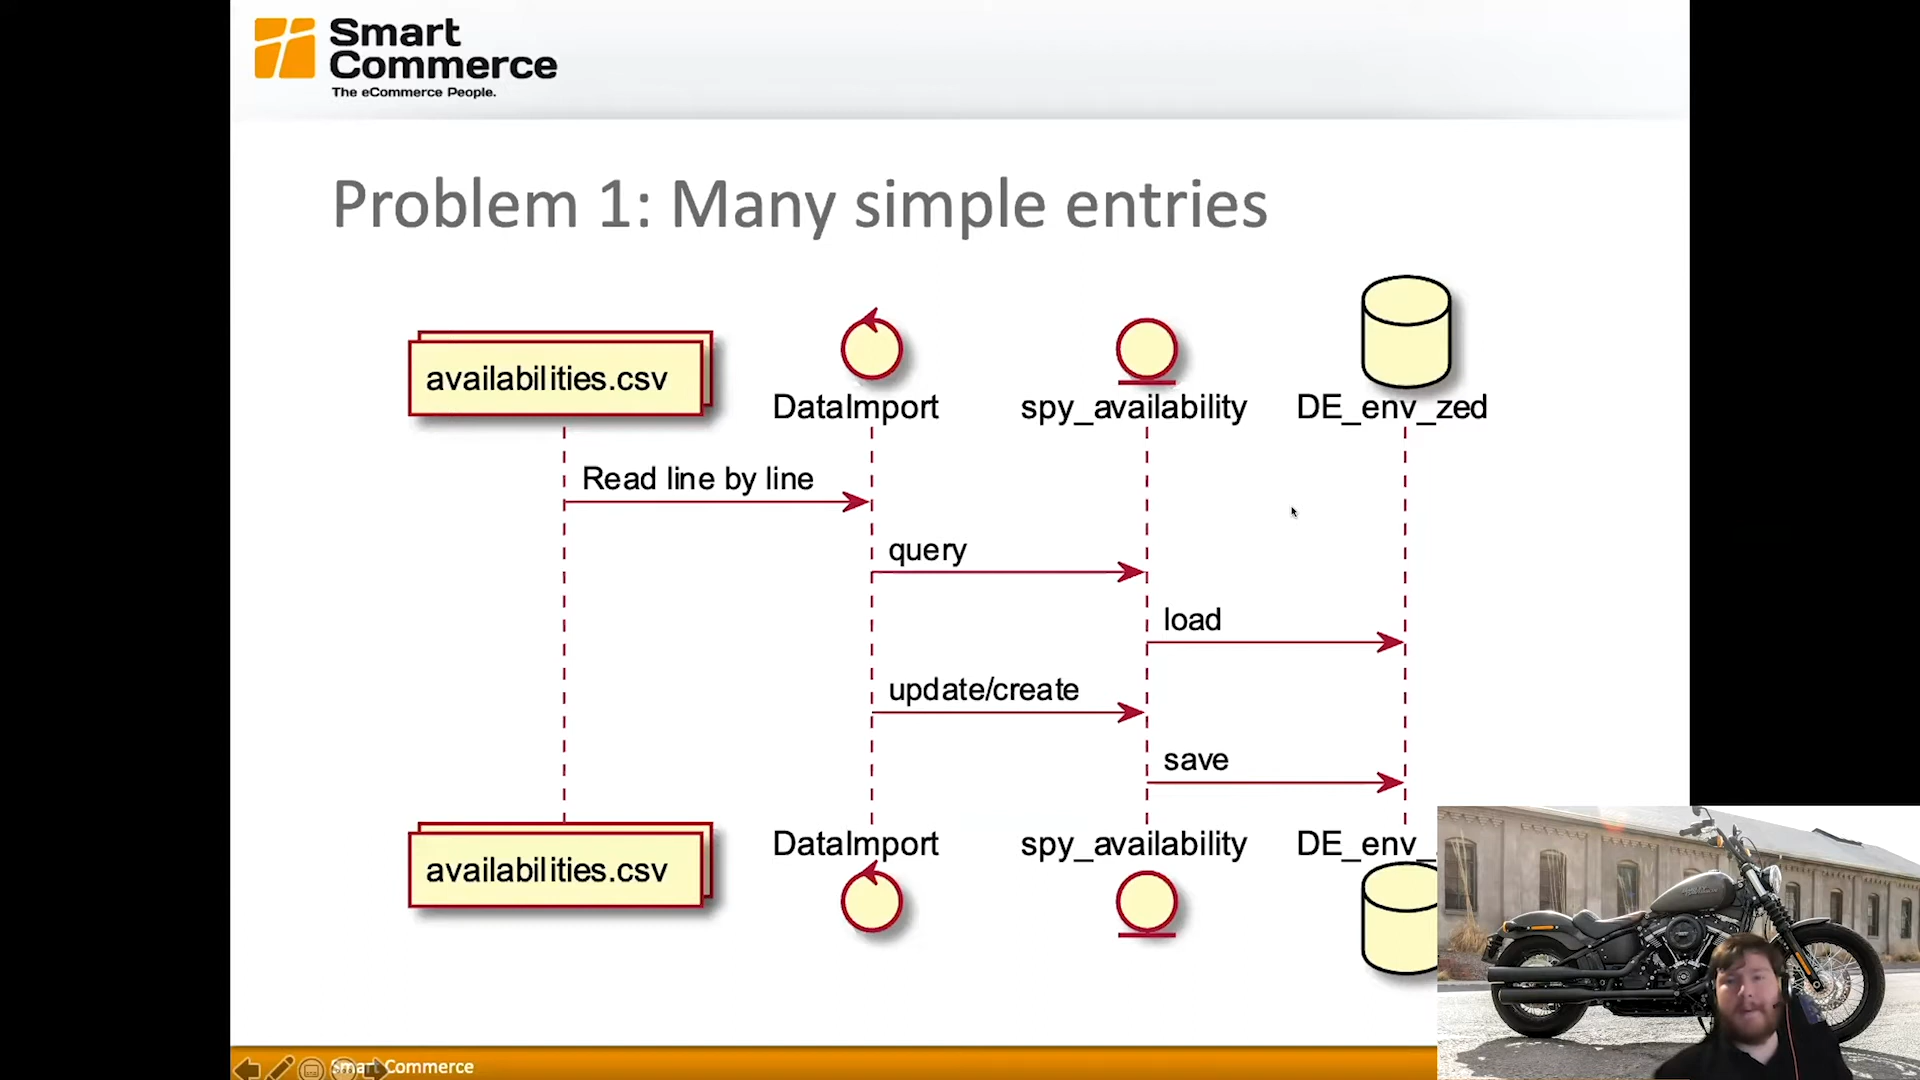 Smart
Commerce
The eCommerce People.
Problem 1: Many simple entries
availabilities.csv
DataImport
spy_availability
DE_env_zed
Read line by line
query
load
update/create
save
availabilities.csv
DataImport
spy_availability
DE_env_
Smart Commerce